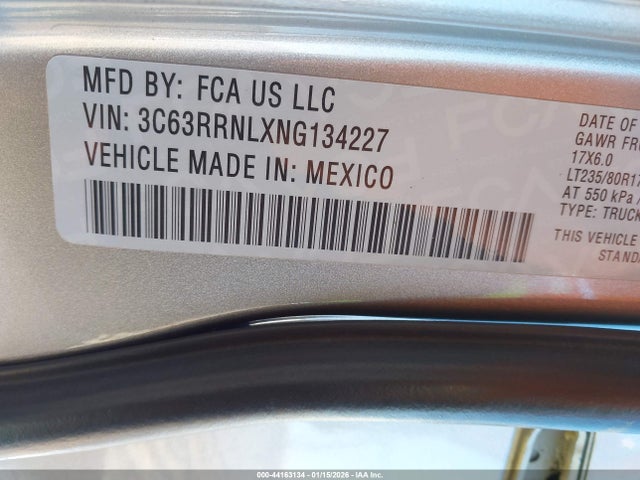 MFD BY: FCA US LLC
VIN: 3C63RRNLXNG134227
VEHICLE MADE IN: MEXICO
DATE OF
GAWR FR
17X6.0
LT235/80R17
AT 550 kPa /
TYPE: TRUCK
THIS VEHICLE
STANDA
000-44163134 - 01/15/2026 - IAA Inc.